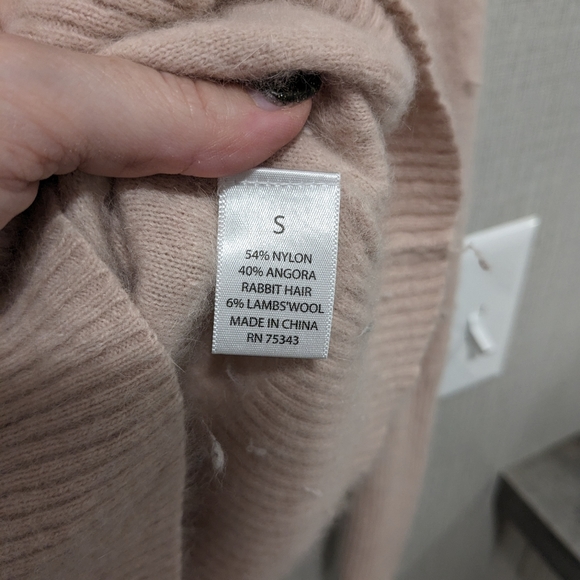 S
54% NYLON
40% ANGORA
RABBIT HAIR
6% LAMBS'WOOL
MADE IN CHINA
RN 75343